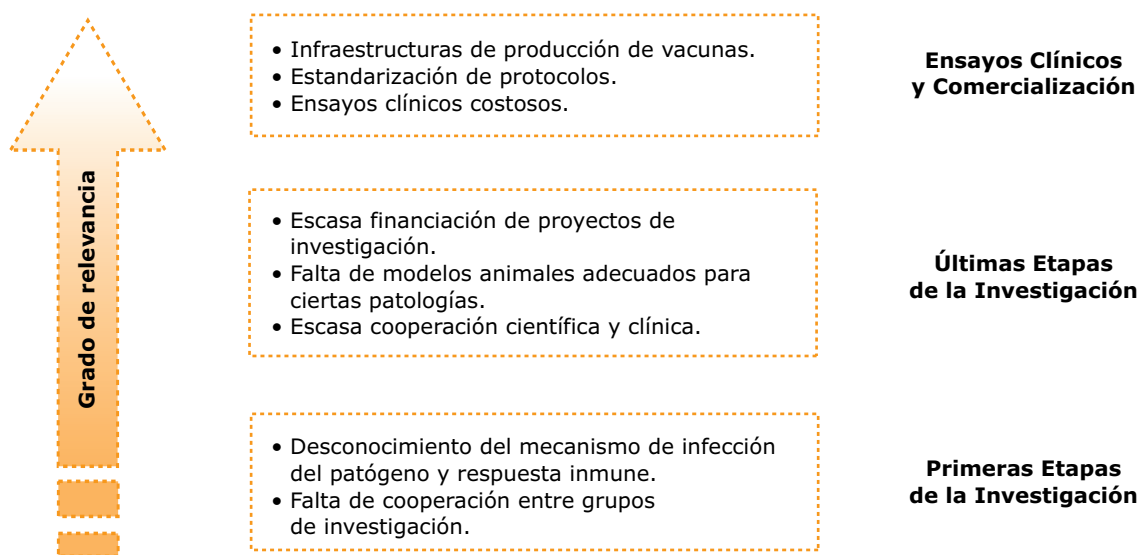 Grado de relevancia
• Infraestructuras de producción de vacunas.
• Estandarización de protocolos.
• Ensayos clínicos costosos.
Ensayos Clínicos
y Comercialización
• Escasa financiación de proyectos de
investigación.
• Falta de modelos animales adecuados para
ciertas patologías.
• Escasa cooperación científica y clínica.
Últimas Etapas
de la Investigación
• Desconocimiento del mecanismo de infección
del patógeno y respuesta inmune.
• Falta de cooperación entre grupos
de investigación.
Primeras Etapas
de la Investigación